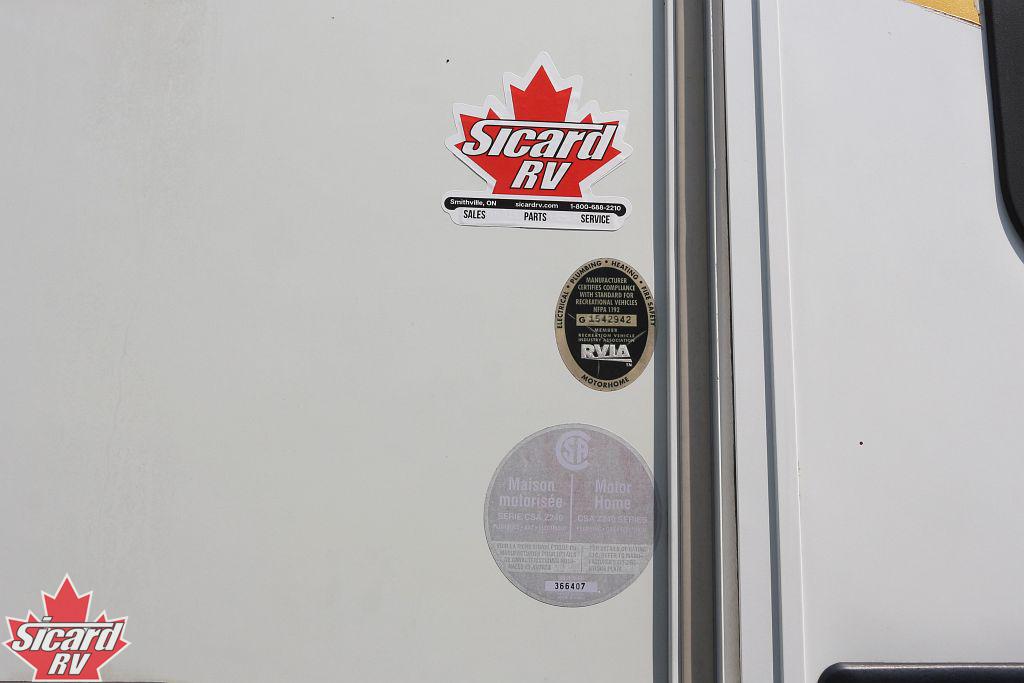 Sicard
RV
Smithville, ON sicardrv.com 1-800-688-2210
SALES PARTS SERVICE
ELECTRICAL • PLUMBING • HEATING • FIRE SAFETY
MANUFACTURER
CERTIFIES COMPLIANCE
WITH STANDARD FOR
RECREATIONAL VEHICLES
NFPA 1192
G 1542942
MEMBER
RECREATION VEHICLE
INDUSTRY ASSOCIATION
RVIA
MOTORHOME
CSA
Maison
motorisée
SÉRIE CSA Z240
Motor
Home
CSA Z240 SERIES
366407
Sicard
RV